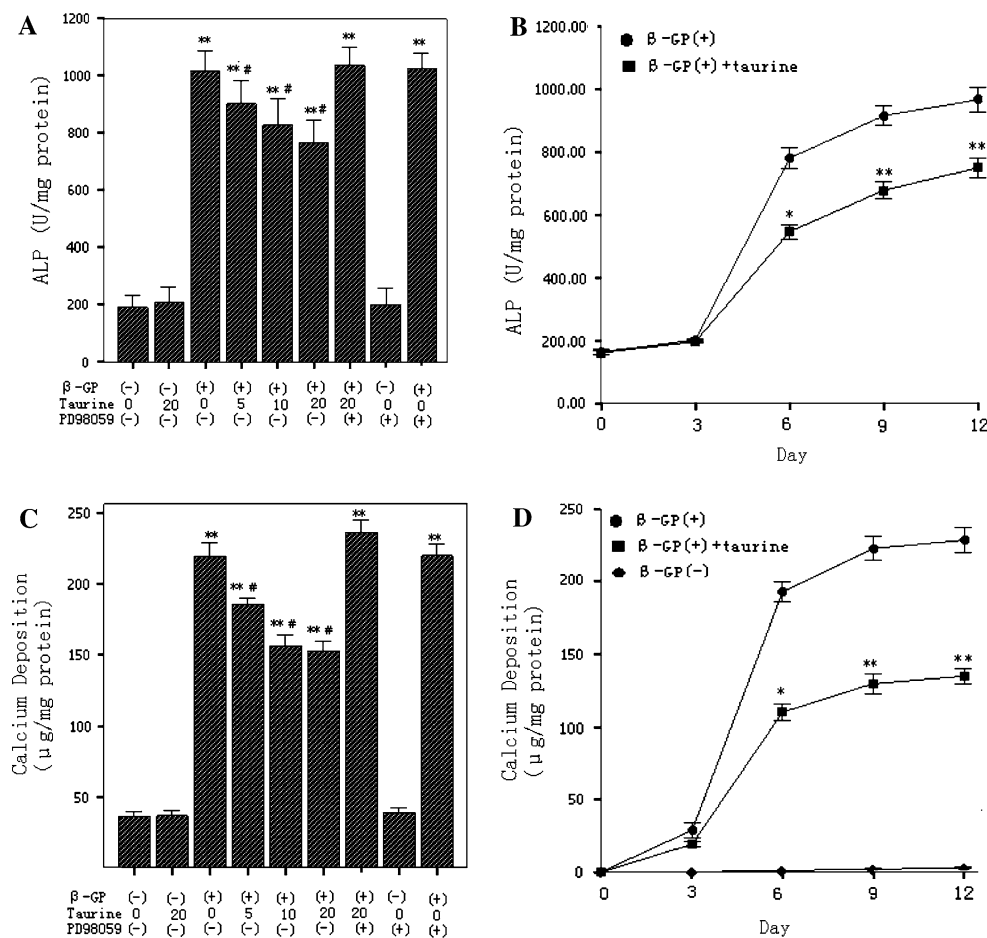 A
1200
1000
800
600
400
200
0
ALP (U/mg protein)
**
** #
** #
** #
**
**
β-GP (-) (-) (+) (+) (+) (+) (+) (-) (+)
Taurine 0 20 0 5 10 20 20 0 0
PD98059 (-) (-) (-) (-) (-) (-) (+) (+) (+)
B
β-GP(+)
β-GP(+)+taurine
1200.00
1000.00
800.00
600.00
400.00
200.00
0.00
ALP (U/mg protein)
*
**
**
0 3 6 9 12
Day
C
250
200
150
100
50
Calcium Deposition
(μg/mg protein)
**
** #
** #
** #
**
**
β-GP (-) (-) (+) (+) (+) (+) (+) (-) (+)
Taurine 0 20 0 5 10 20 20 0 0
PD98059 (-) (-) (-) (-) (-) (-) (+) (+) (+)
D
β-GP(+)
β-GP(+)+taurine
β-GP(-)
250
200
150
100
50
0
Calcium Deposition
(μg/mg protein)
*
**
**
0 3 6 9 12
Day